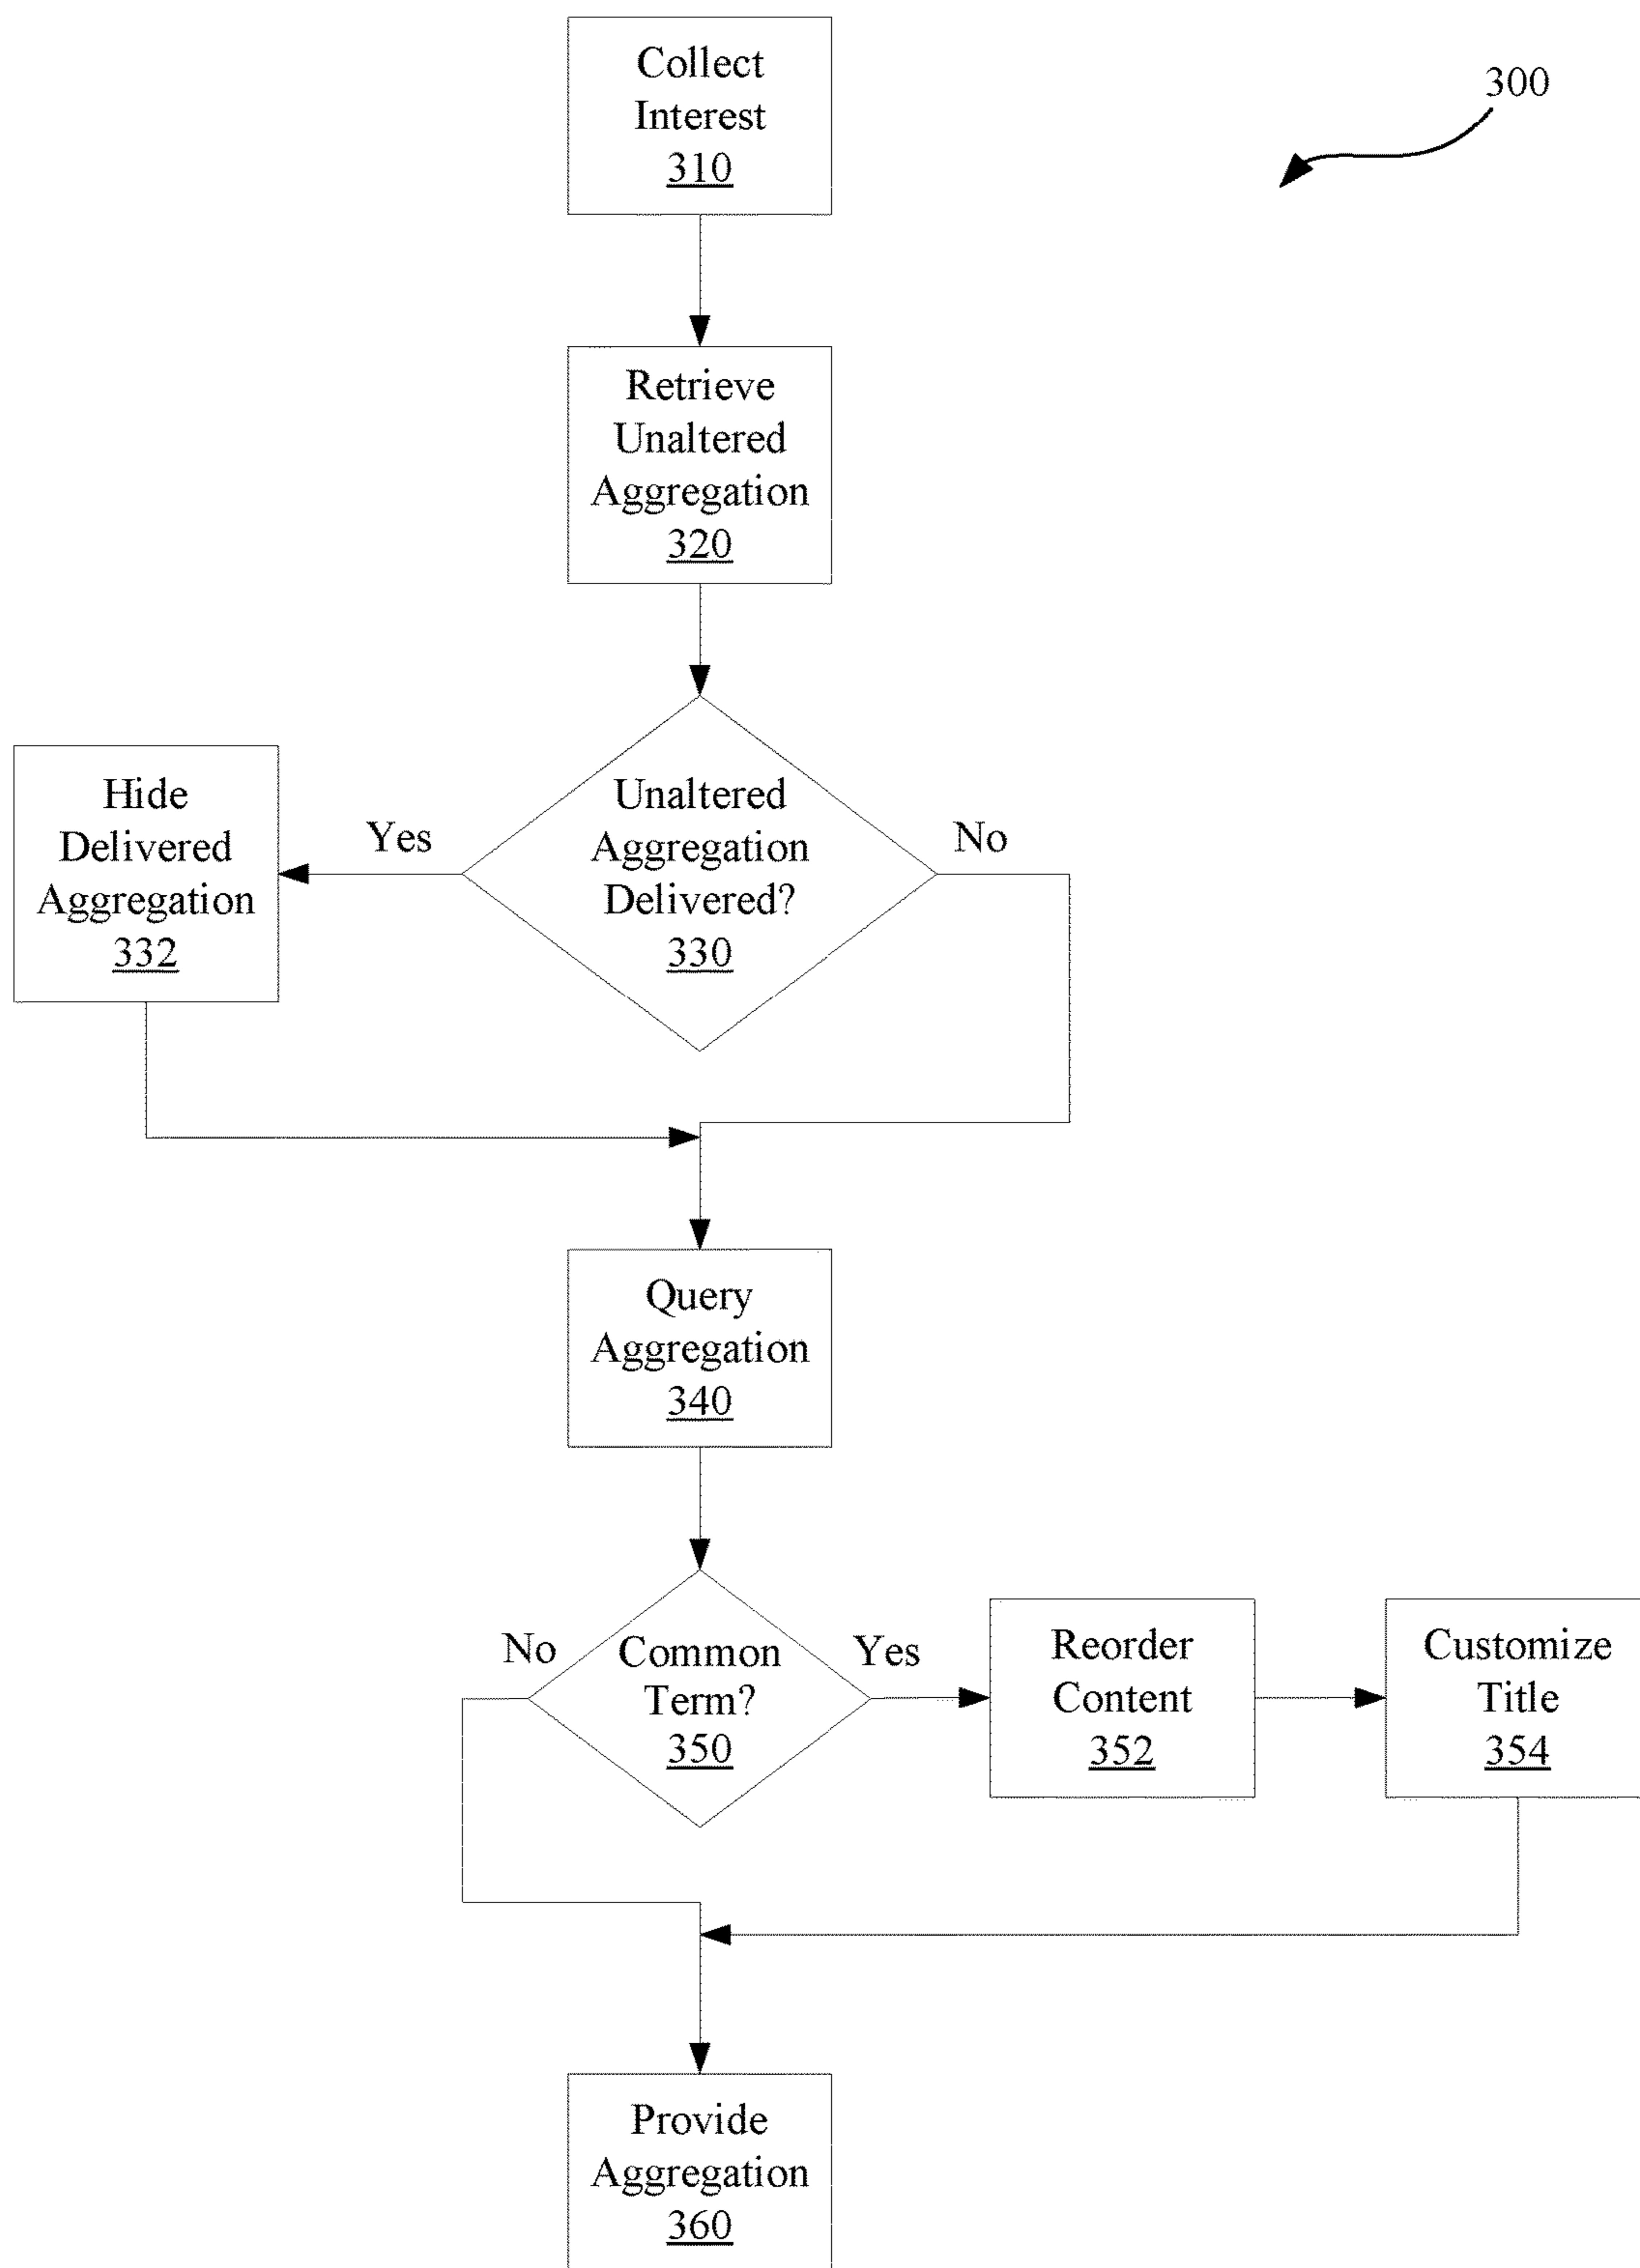 Collect
Interest
310
300
Retrieve
Unaltered
Aggregation
320
Hide
Delivered
Aggregation
332
Yes
Unaltered
Aggregation
Delivered?
330
No
Query
Aggregation
340
No
Common
Term?
350
Yes
Reorder
Content
352
Customize
Title
354
Provide
Aggregation
360